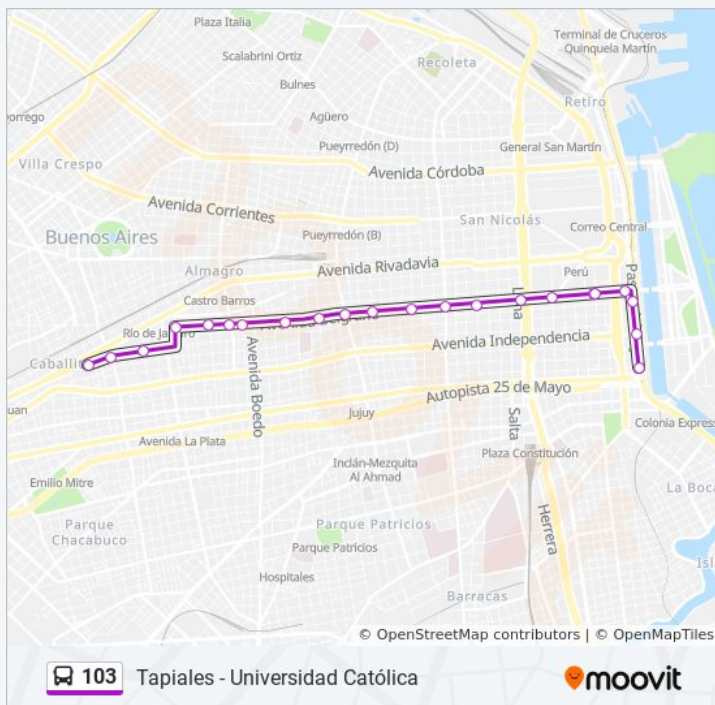 Plaza Italia
Terminal de Cruceros
Quinquela Martín
Scalabrini Ortiz
Recoleta
Bulnes
Retiro
orrego
Agüero
Pueyrredón (D)
General San Martín
Villa Crespo
Avenida Córdoba
Avenida Corrientes
San Nicolás
Correo Central
Buenos Aires
Pueyrredón (B)
Almagro
Avenida Rivadavia
Perú
Castro Barros
Avenida Independencia
Caballit
Avenida Boedo
uan
Autopista 25 de Mayo
Jujuy
Salta
Colonia Express
Avenida La Plata
Plaza Constitución
Inclán-Mezquita
Al Ahmad
Emilio Mitre
La Boca
Herrera
Parque
Chacabuco
Parque Patricios
Parque Patricios
Isl
Hospitales
Barracas
© OpenStreetMap contributors | © OpenMapTiles
103 Tapiales - Universidad Católica
moovit